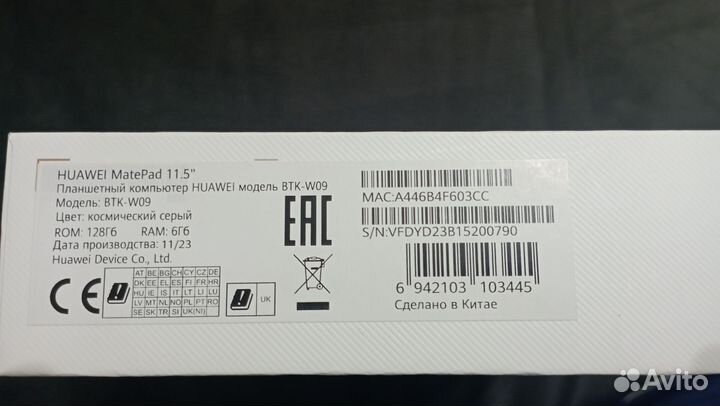 HUAWEI MatePad 11.5"
Планшетный компьютер HUAWEI модель BTK-W09
Модель: BTK-W09
Цвет: космический серый
ROM: 128Гб RAM: 6Гб
Дата производства: 11/23
Huawei Device Co., Ltd.
CE
AT BE BG CH CY CZ DE
DK EE EL ES FI FR HR
HU IE IS IT LT LI LU
LV MT NL NO PL PT RO
SE SK TR SI UK(NI)
UK
EAC
MAC:A446B4F603CC
S/N:VFDYD23B15200790
6 942103 103445
Сделано в Китае
Avito